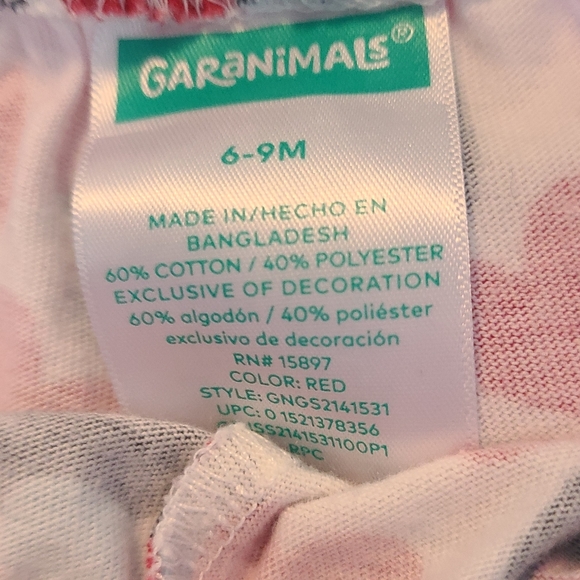 GARANIMALS®
6-9M
MADE IN/HECHO EN
BANGLADESH
60% COTTON / 40% POLYESTER
EXCLUSIVE OF DECORATION
60% algodón / 40% poliéster
exclusivo de decoración
RN# 15897
COLOR: RED
STYLE: GNGS2141531
UPC: 0 1521378356
RPC